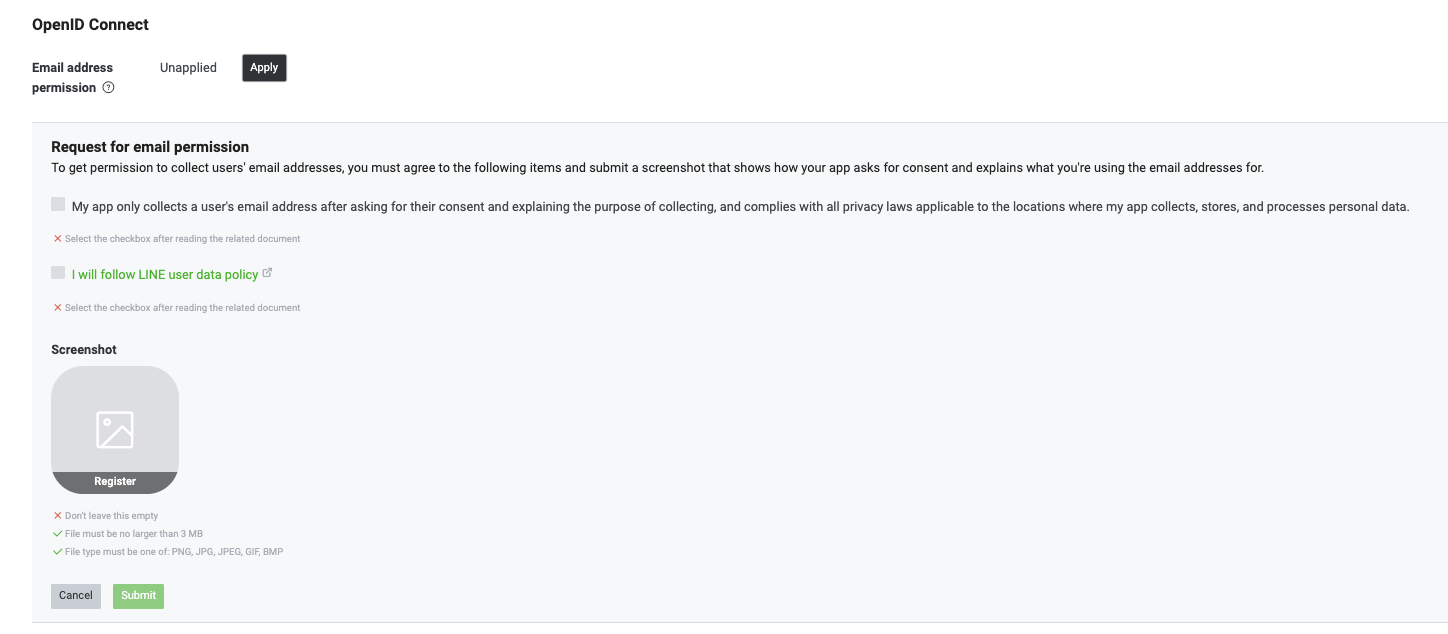 OpenID Connect
Email address
permission
Unapplied
Apply
Request for email permission
To get permission to collect users' email addresses, you must agree to the following items and submit a screenshot that shows how your app asks for consent and explains what you're using the email addresses for.
My app only collects a user's email address after asking for their consent and explaining the purpose of collecting, and complies with all privacy laws applicable to the locations where my app collects, stores, and processes personal data.
Select the checkbox after reading the related document
I will follow LINE user data policy
Select the checkbox after reading the related document
Screenshot
Register
Don't leave this empty
File must be no larger than 3 MB
File type must be one of: PNG, JPG, JPEG, GIF, BMP
Cancel
Submit